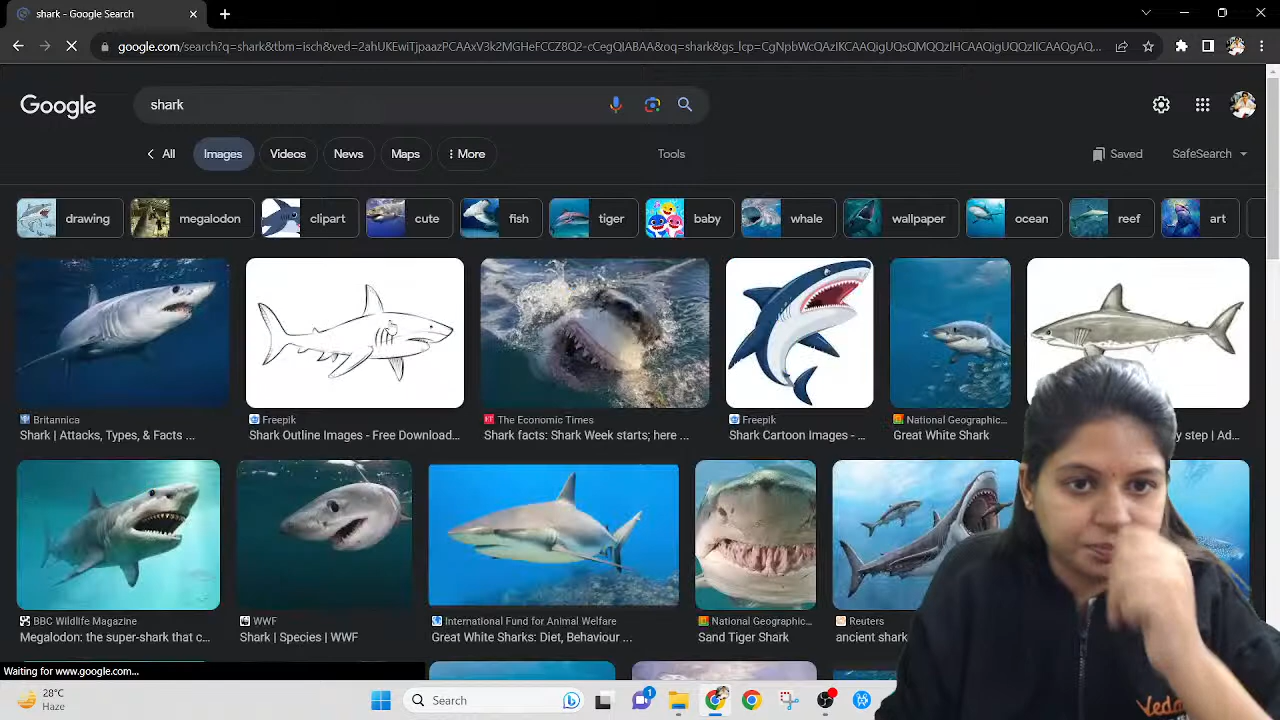 shark - Google Search
google.com/search?q=shark&tbm=isch&ved=2ahUKEwiTjpaazPCAAxV3k2MGHeFCCZ8Q2-cCegQIABAA&oq=shark&gs_lcp=CgNpbWcQAzIKCAAQigUQsQMQQzIHCAAQigUQQzIICAAQgAQ...
Google
shark
All
Images
Videos
News
Maps
More
Tools
Saved
SafeSearch
drawing
megalodon
clipart
cute
fish
tiger
baby
whale
wallpaper
ocean
reef
art
Britannica
Shark | Attacks, Types, & Facts ...
Freepik
Shark Outline Images - Free Download...
The Economic Times
Shark facts: Shark Week starts; here ...
Freepik
Shark Cartoon Images - ...
National Geographic...
Great White Shark
y step | Ad...
BBC Wildlife Magazine
Megalodon: the super-shark that c...
WWF
Shark | Species | WWF
International Fund for Animal Welfare
Great White Sharks: Diet, Behaviour ...
National Geographic...
Sand Tiger Shark
Reuters
ancient shark
Waiting for www.google.com...
28°C
Haze
Search
1
Veda